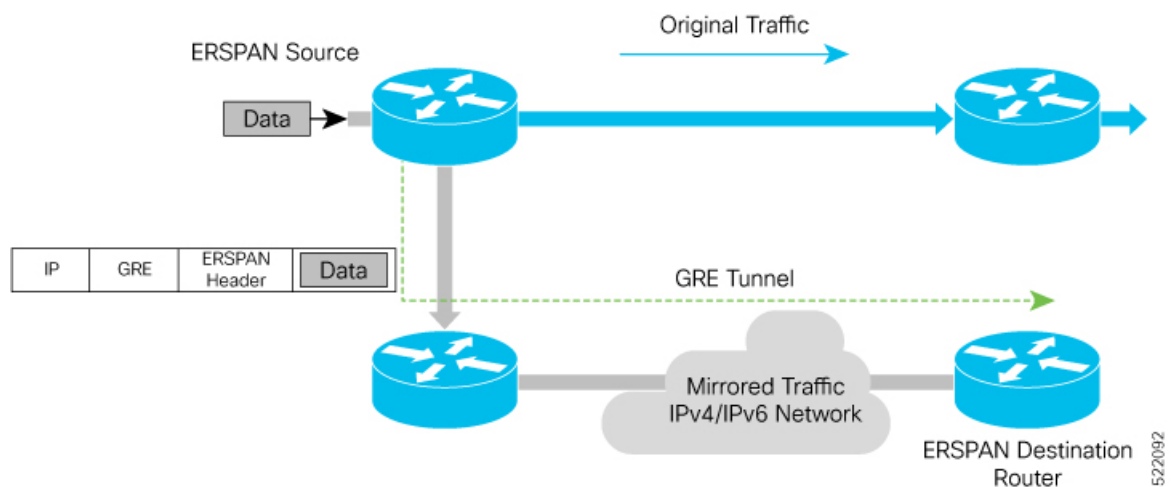 Original Traffic
ERSPAN Source
Data
IP
GRE
ERSPAN
Header
Data
GRE Tunnel
Mirrored Traffic
IPv4/IPv6 Network
ERSPAN Destination
Router
522092